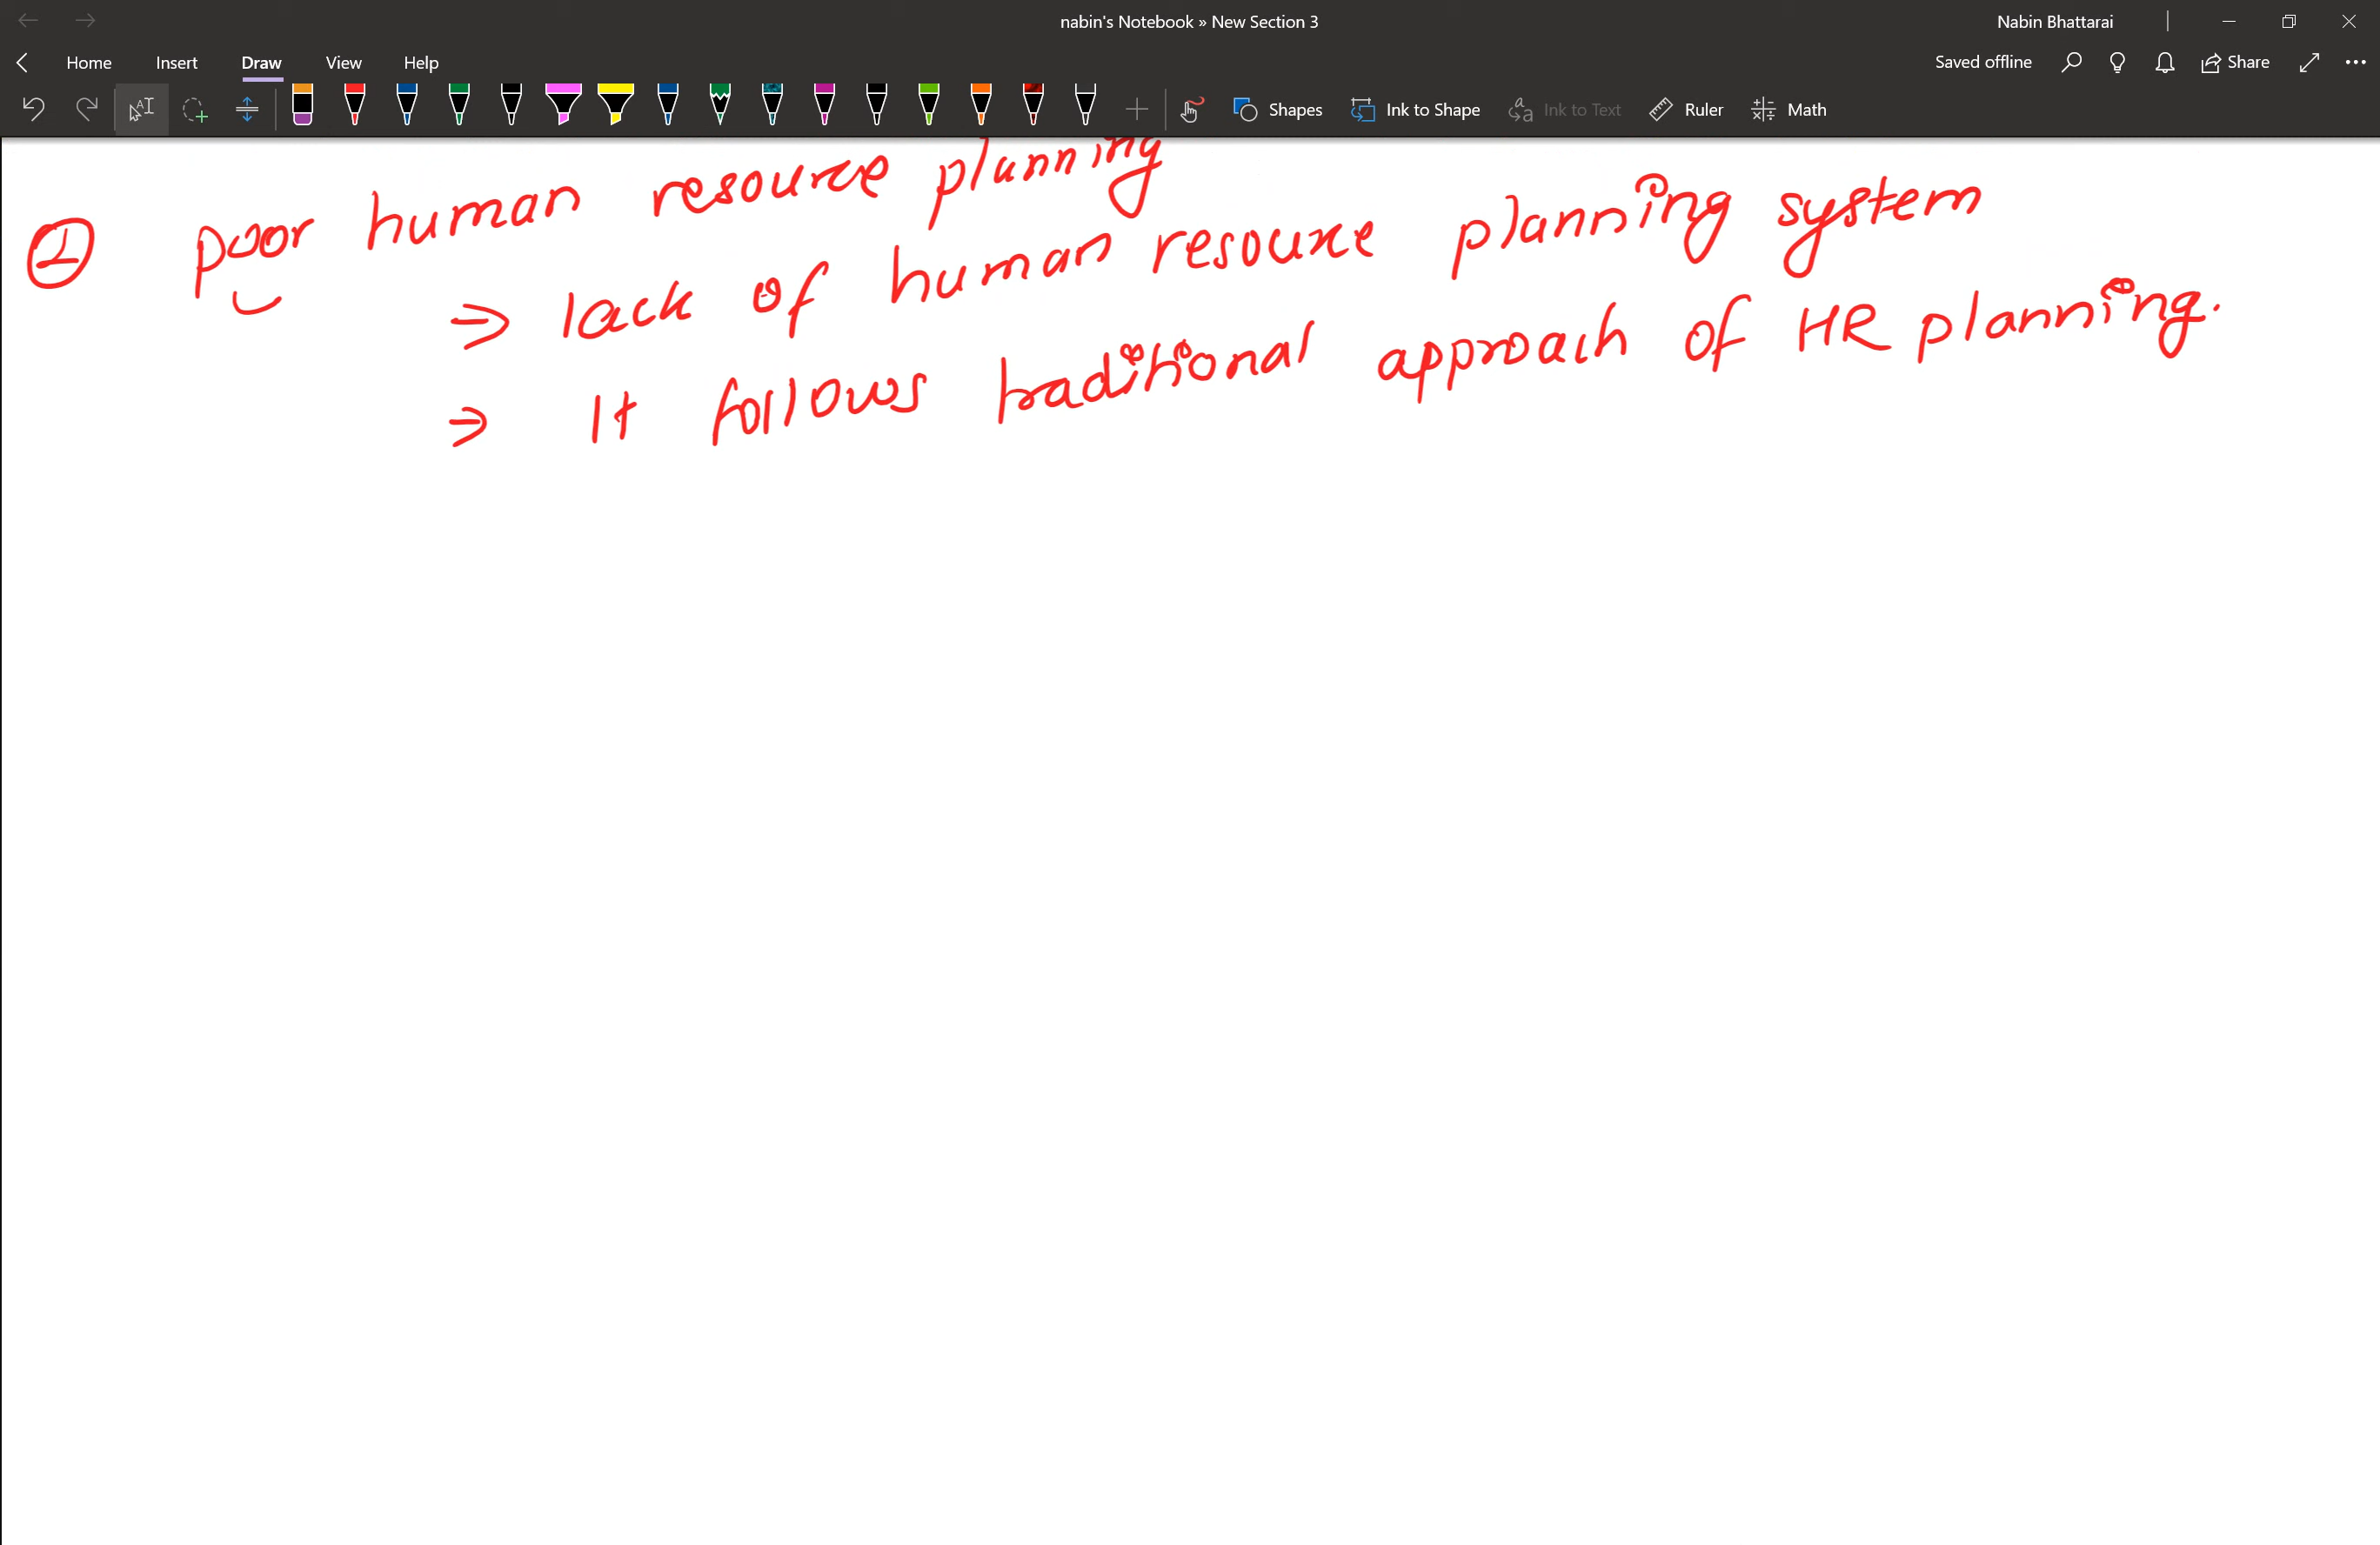 nabin's Notebook » New Section 3
Nabin Bhattarai
Home Insert Draw View Help
Saved offline
Share
Shapes
Ink to Shape
Ink to Text
Ruler
Math
① poor human resource planning
⇒ lack of human resource planning system
⇒ It follows traditional approach of HR planning.